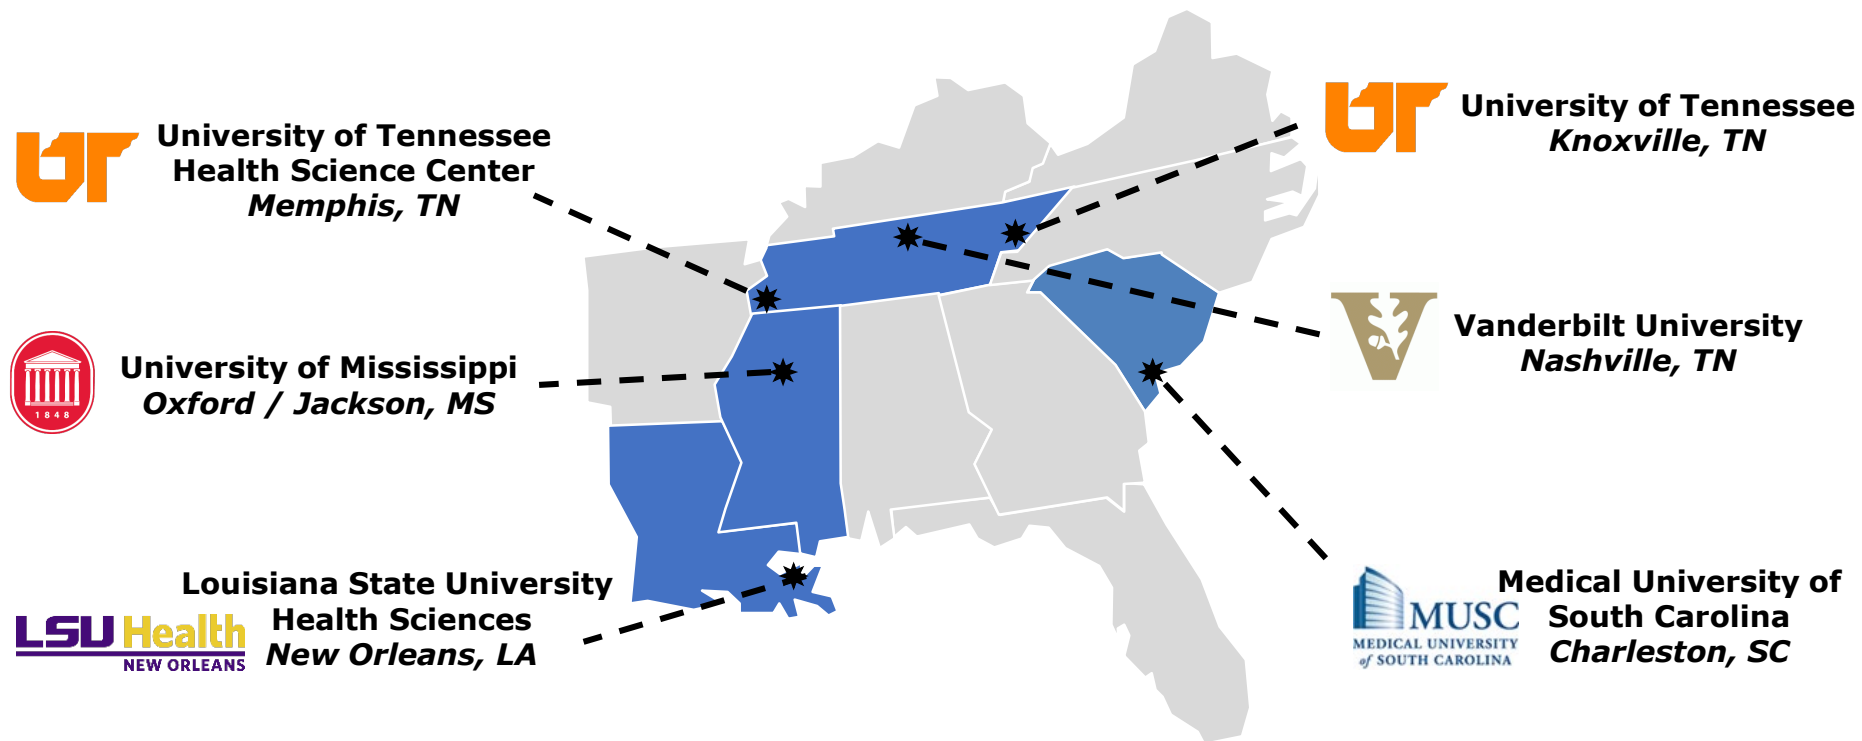 UT
University of Tennessee
Health Science Center
Memphis, TN
1848
University of Mississippi
Oxford / Jackson, MS
LSU Health
NEW ORLEANS
Louisiana State University
Health Sciences
New Orleans, LA
UT
University of Tennessee
Knoxville, TN
V
Vanderbilt University
Nashville, TN
MUSC
MEDICAL UNIVERSITY
of SOUTH CAROLINA
Medical University of
South Carolina
Charleston, SC